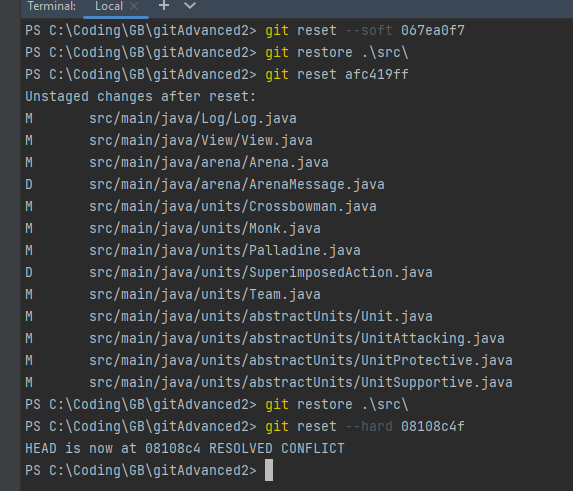 Terminal: Local × +
PS C:\Coding\GB\gitAdvanced2> git reset --soft 067ea0f7
PS C:\Coding\GB\gitAdvanced2> git restore .\src\
PS C:\Coding\GB\gitAdvanced2> git reset afc419ff
Unstaged changes after reset:
M       src/main/java/Log/Log.java
M       src/main/java/View/View.java
M       src/main/java/arena/Arena.java
D       src/main/java/arena/ArenaMessage.java
M       src/main/java/units/Crossbowman.java
M       src/main/java/units/Monk.java
M       src/main/java/units/Palladine.java
D       src/main/java/units/SuperimposedAction.java
M       src/main/java/units/Team.java
M       src/main/java/units/abstractUnits/Unit.java
M       src/main/java/units/abstractUnits/UnitAttacking.java
M       src/main/java/units/abstractUnits/UnitProtective.java
M       src/main/java/units/abstractUnits/UnitSupportive.java
PS C:\Coding\GB\gitAdvanced2> git restore .\src\
PS C:\Coding\GB\gitAdvanced2> git reset --hard 08108c4f
HEAD is now at 08108c4 RESOLVED CONFLICT
PS C:\Coding\GB\gitAdvanced2>